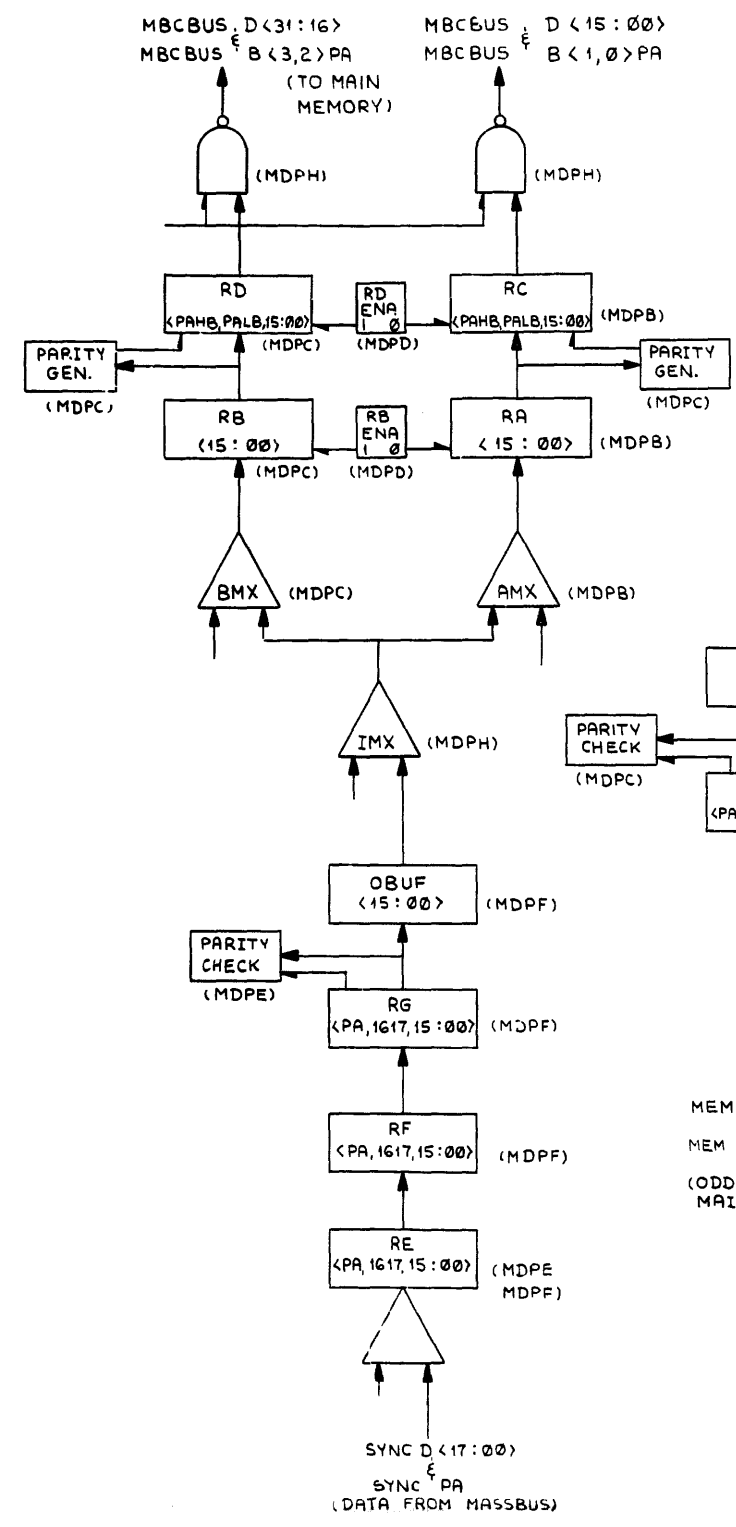 MBCBUS D<31:16>
&
MBCBUS B<3,2>PA
(TO MAIN
MEMORY)
MBCBUS D<15:00>
&
MBCBUS B<1,0>PA
(MDPH)
(MDPH)
RD
<PAHB,PALB,15:00>
(MDPC)
RD
ENA
1 0
(MDPD)
RC
<PAHB,PALB,15:00>
(MDPB)
PARITY
GEN.
(MDPC)
PARITY
GEN.
(MDPC)
RB
<15:00>
(MDPC)
RB
ENA
1 0
(MDPD)
RA
<15:00>
(MDPB)
BMX
(MDPC)
AMX
(MDPB)
IMX
(MDPH)
PARITY
CHECK
(MDPC)
<PA
OBUF
<15:00>
(MDPF)
PARITY
CHECK
(MDPE)
RG
<PA,1617,15:00>
(MDPF)
RF
<PA,1617,15:00>
(MDPF)
MEM
MEM
(ODD
MAI
RE
<PA,1617,15:00>
(MDPE
MDPF)
SYNC D<17:00>
&
SYNC PA
(DATA FROM MASSBUS)